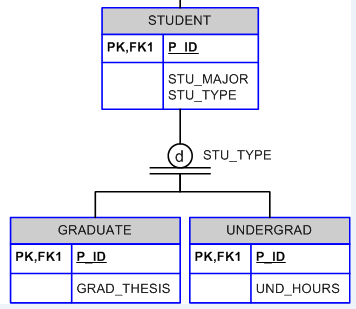 STUDENT
PK,FK1 P_ID
STU_MAJOR
STU_TYPE
d STU_TYPE
GRADUATE UNDERGRAD
PK,FK1 P_ID PK,FK1 P_ID
GRAD_THESIS UND_HOURS